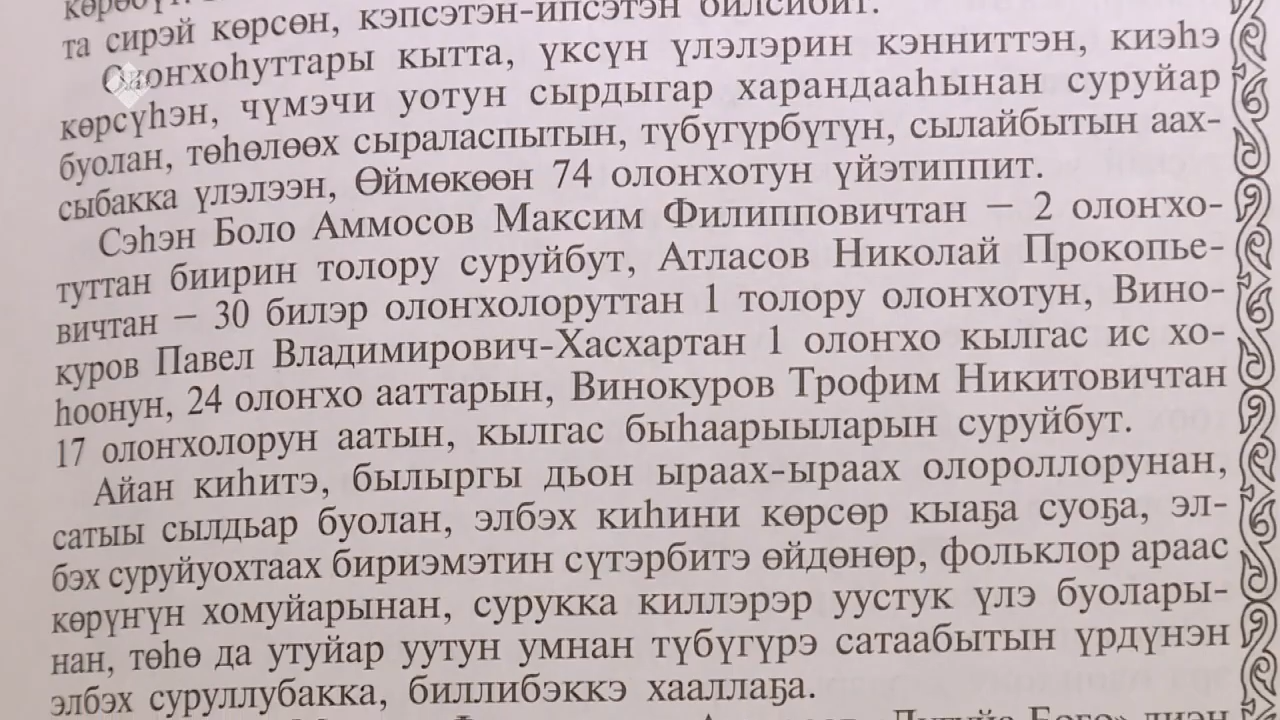 та сирэй көрсөн, кэпсэтэн-ипсэтэн билсибит.
Олоҥхоһуттары кытта, үксүн үлэлэрин кэнниттэн, киэһэ
көрсүһэн, чүмэчи уотун сырдыгар харандааһынан суруйар
буолан, төһөлөөх сыраласпытын, түбүгүрбүтүн, сылайбытын аах-
сыбакка үлэлээн, Өймөкөөн 74 олоҥхотун үйэтиппит.
Сэһэн Боло Аммосов Максим Филипповичтан – 2 олоҥхо-
туттан биирин толору суруйбут, Атласов Николай Прокопье-
вичтан – 30 билэр олоҥхолоруттан 1 толору олоҥхотун, Вино-
куров Павел Владимирович-Хасхартан 1 олоҥхо кылгас ис хо-
һоонун, 24 олоҥхо ааттарын, Винокуров Трофим Никитовичтан
17 олоҥхолорун аатын, кылгас быһаарыыларын суруйбут.
Айан киһитэ, былыргы дьон ыраах-ыраах олороллорунан,
сатыы сылдьар буолан, элбэх киһини көрсөр кыаҕа суоҕа, эл-
бэх суруйуохтаах бириэмэтин сүтэрбитэ өйдөнөр, фольклор араас
көрүҥүн хомуйарынан, сурукка киллэрэр уустук үлэ буолары-
нан, төһө да утуйар уутун умнан түбүгүрэ сатаабытын үрдүнэн
элбэх суруллубакка, биллибэккэ хааллаҕа.